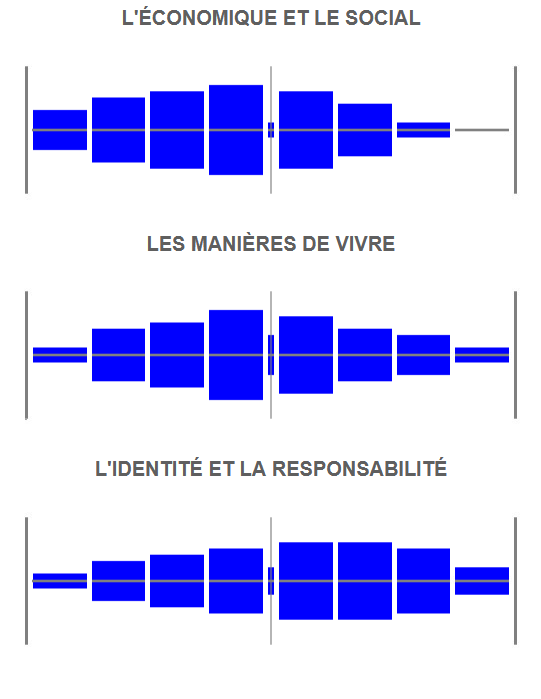 L'ÉCONOMIQUE ET LE SOCIAL
LES MANIÈRES DE VIVRE
L'IDENTITÉ ET LA RESPONSABILITÉ